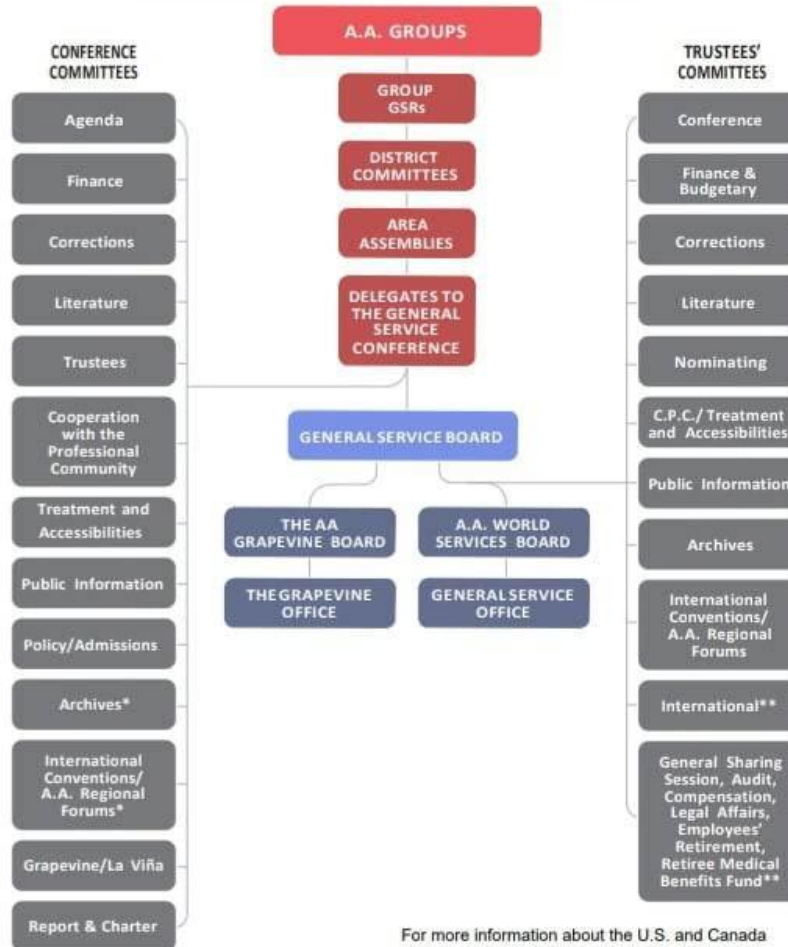 A.A. GROUPS
CONFERENCE
COMMITTEES
Agenda
Finance
Corrections
Literature
Trustees
Cooperation
with the
Professional
Community
Treatment and
Accessibilities
Public Information
Policy/Admissions
Archives*
International
Conventions/
A.A. Regional
Forums*
Grapevine/La Viña
Report & Charter
GROUP
GSRs
DISTRICT
COMMITTEES
AREA
ASSEMBLIES
DELEGATES TO
THE GENERAL
SERVICE
CONFERENCE
GENERAL SERVICE BOARD
THE AA
GRAPEVINE BOARD
THE GRAPEVINE
OFFICE
A.A. WORLD
SERVICES BOARD
GENERAL SERVICE
OFFICE
TRUSTEES’
COMMITTEES
Conference
Finance &
Budgetary
Corrections
Literature
Nominating
C.P.C./ Treatment
and Accessibilities
Public Information
Archives
International
Conventions/
A.A. Regional
Forums
International**
General Sharing
Session, Audit,
Compensation,
Legal Affairs,
Employees’
Retirement,
Retiree Medical
Benefits Fund**
For more information about the U.S. and Canada